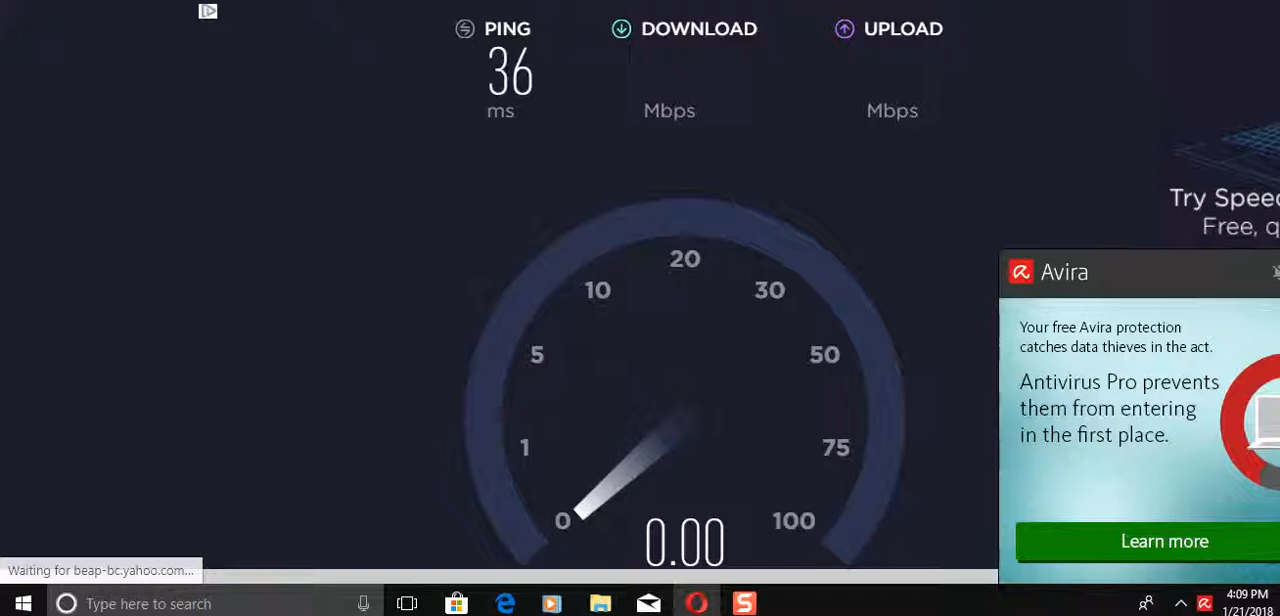 PING
36
ms
DOWNLOAD
Mbps
UPLOAD
Mbps
0
1
5
10
20
30
50
75
100
0.00
Try Speed
Free, q
Avira
Your free Avira protection
catches data thieves in the act.
Antivirus Pro prevents
them from entering
in the first place.
Learn more
Waiting for beap-bc.yahoo.com...
Type here to search
S
4:09 PM
1/21/2018